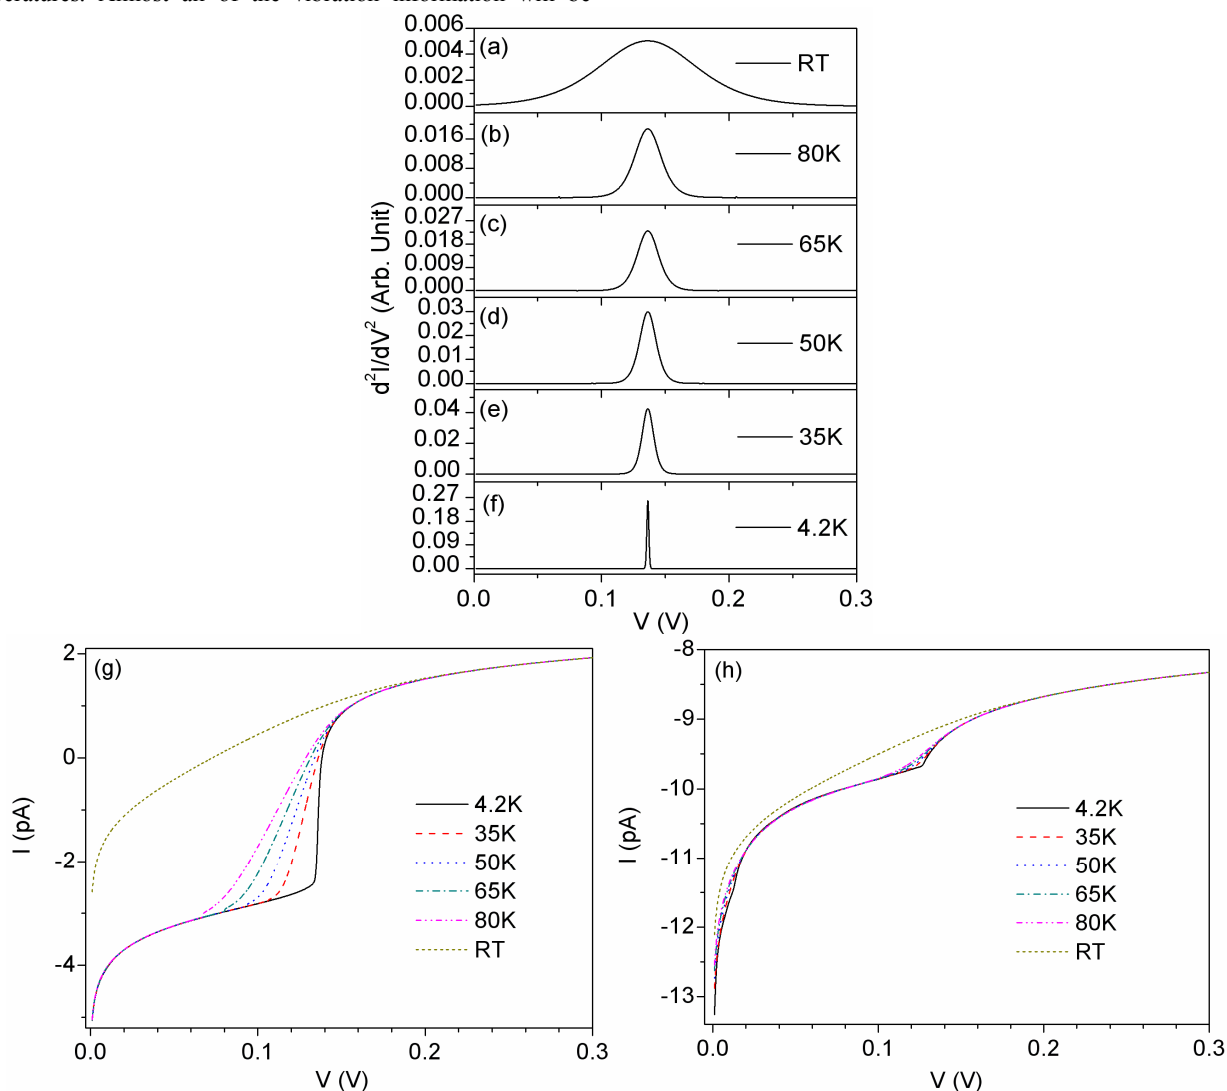 eratures. Almost all of the vibration information will be
0.006
0.004
0.002
0.000
(a)
RT
0.016
0.008
0.000
(b)
80K
0.027
0.018
0.009
0.000
(c)
65K
0.03
0.02
0.01
0.00
(d)
50K
0.04
0.02
0.00
(e)
35K
0.27
0.18
0.09
0.00
(f)
4.2K
d²I/dV² (Arb. Unit)
0.0 0.1 0.2 0.3
V (V)
2
0
-2
-4
I (pA)
(g)
4.2K
35K
50K
65K
80K
RT
0.0 0.1 0.2 0.3
V (V)
-8
-9
-10
-11
-12
-13
I (pA)
(h)
4.2K
35K
50K
65K
80K
RT
0.0 0.1 0.2 0.3
V (V)